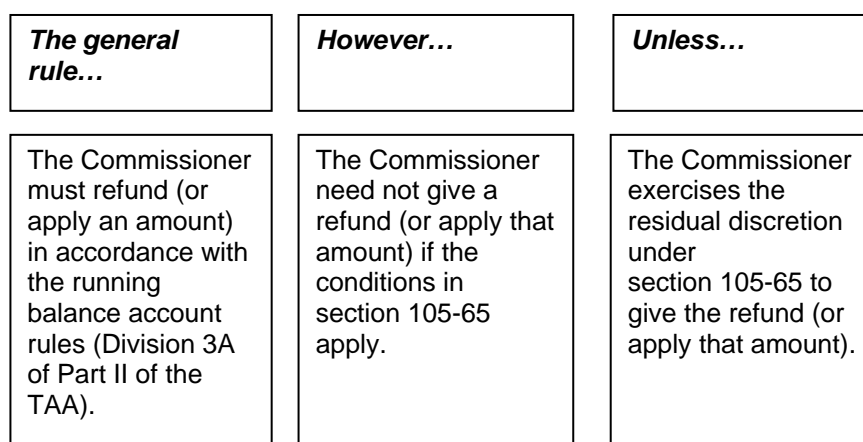 The general
rule…
However…
Unless…
The Commissioner
must refund (or
apply an amount)
in accordance with
the running
balance account
rules (Division 3A
of Part II of the
TAA).
The Commissioner
need not give a
refund (or apply that
amount) if the
conditions in
section 105-65
apply.
The Commissioner
exercises the
residual discretion
under
section 105-65 to
give the refund (or
apply that amount).